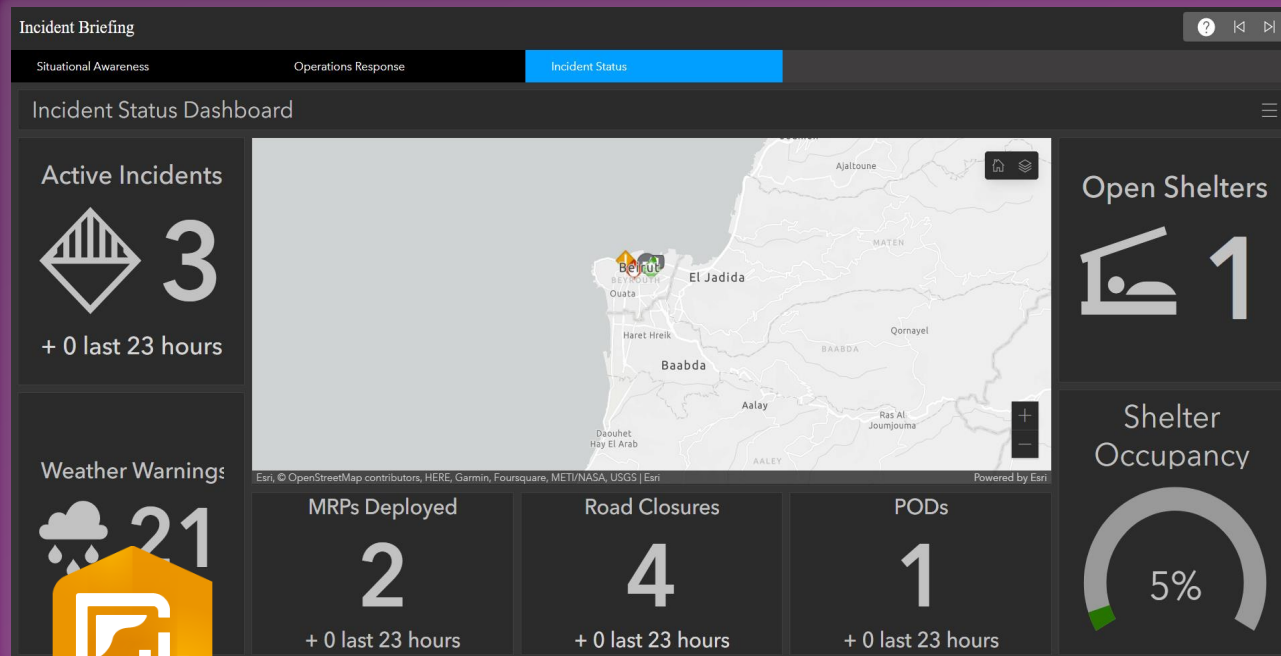 Incident Briefing
?
Situational Awareness
Operations Response
Incident Status
Incident Status Dashboard
Active Incidents
3
+ 0 last 23 hours
Weather Warnings
21
Ajaltoune
MATEN
Beirut
BEYROUTH
El Jadida
Ouata
Haret Hreik
Qornayel
BAABDA
Baabda
Aalay
Ras Al
Joumjouma
Daouhet
Hay El Arab
AALEY
+
−
Esri, © OpenStreetMap contributors, HERE, Garmin, Foursquare, METI/NASA, USGS | Esri
Powered by Esri
MRPs Deployed
2
+ 0 last 23 hours
Road Closures
4
+ 0 last 23 hours
PODs
1
+ 0 last 23 hours
Open Shelters
1
Shelter
Occupancy
5%